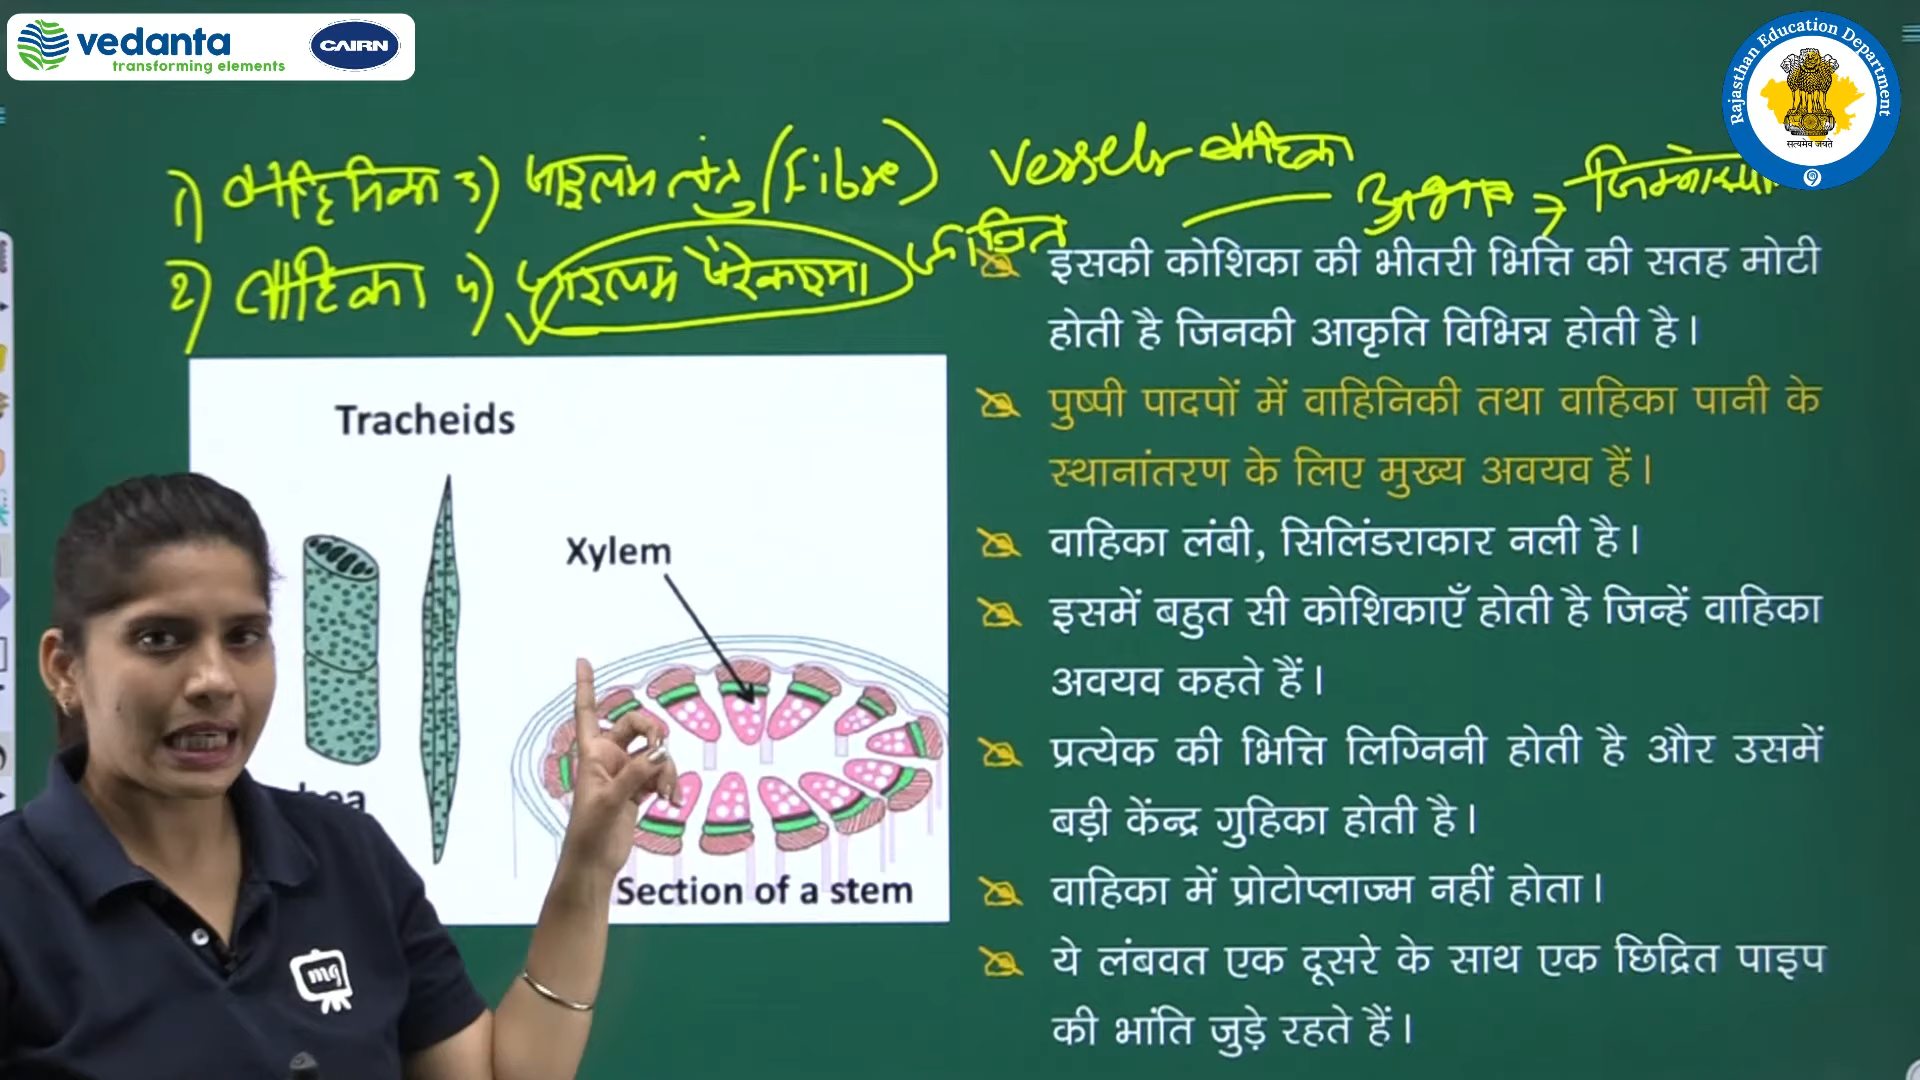 vedanta
transforming elements
CAIRN
Rajasthan Education Department
सत्यमेव जयते
1) वाहिनिका 3) जाइलम तंतु (Fibre) Vessels वाहिका
अभाव → जिम्नोस्पर्म
2) वाहिका 4) जाइलम पैरेकाइमा जीवित
इसकी कोशिका की भीतरी भित्ति की सतह मोटी
होती है जिनकी आकृति विभिन्न होती है।
पुष्पी पादपों में वाहिनिकी तथा वाहिका पानी के
स्थानांतरण के लिए मुख्य अवयव हैं।
वाहिका लंबी, सिलिंडराकार नली है।
इसमें बहुत सी कोशिकाएँ होती है जिन्हें वाहिका
अवयव कहते हैं।
प्रत्येक की भित्ति लिग्निनी होती है और उसमें
बड़ी केंन्द्र गुहिका होती है।
वाहिका में प्रोटोप्लाज्म नहीं होता।
ये लंबवत एक दूसरे के साथ एक छिद्रित पाइप
की भांति जुड़े रहते हैं।
Tracheids
Xylem
Section of a stem
mg